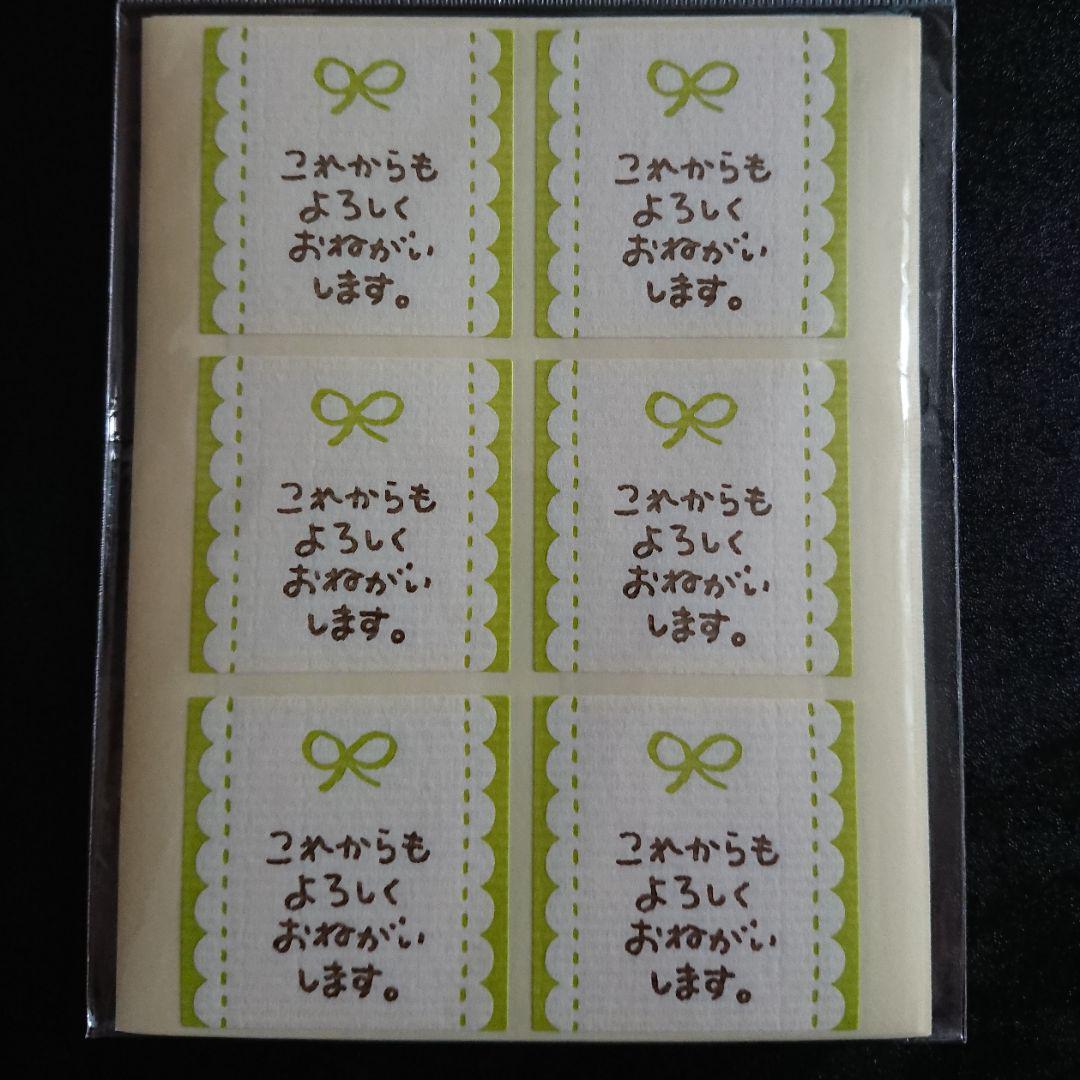 これからも
よろしく
おねがい
します。
これからも
よろしく
おねがい
します。
これからも
よろしく
おねがい
します。
これからも
よろしく
おねがい
します。
これからも
よろしく
おねがい
します。
これからも
よろしく
おねがい
します。